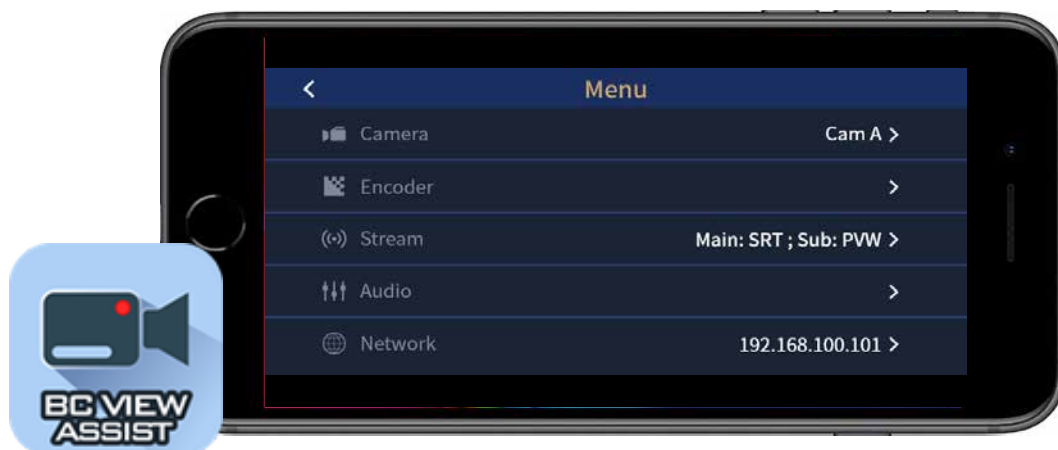 Menu
Camera Cam A >
Encoder >
Stream Main: SRT ; Sub: PVW >
Audio >
Network 192.168.100.101 >
BC VIEW
ASSIST